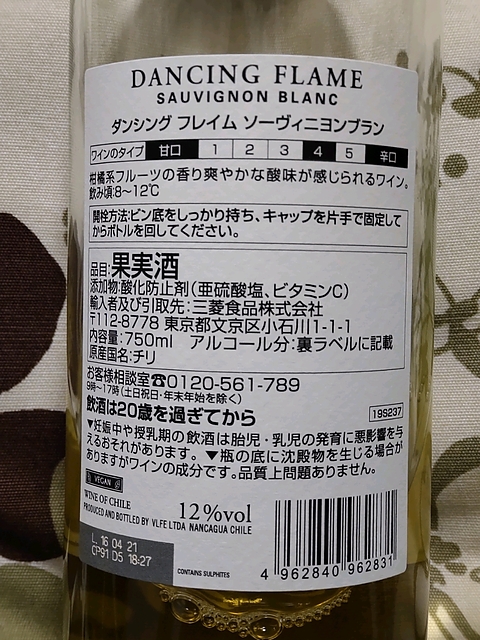 DANCING FLAME
SAUVIGNON BLANC
ダンシング フレイム ソーヴィニヨンブラン
ワインのタイプ 甘口 1 2 3 4 5 辛口
柑橘系フルーツの香り爽やかな酸味が感じられるワイン。
飲み頃:8〜12℃
開栓方法:ビン底をしっかり持ち、キャップを片手で固定して
からボトルを回してください。
品目:果実酒
添加物:酸化防止剤(亜硫酸塩、ビタミンC)
輸入者及び引取先:三菱食品株式会社
〒112-8778 東京都文京区小石川1-1-1
内容量:750ml アルコール分:裏ラベルに記載
原産国名:チリ
お客様相談室☎0120-561-789
9時〜17時(土日祝日・年末年始を除く)
飲酒は20歳を過ぎてから
199237
▼妊娠中や授乳期の飲酒は胎児・乳児の発育に悪影響を与
えるおそれがあります。▼瓶の底に沈殿物を生じる場合が
ありますがワインの成分です。品質上問題ありません。
VEGAN
WINE OF CHILE
PRODUCED AND BOTTLED BY VLFE LTDA NANCAGUA CHILE
12%vol
L 16 04 21
CP91 D5 18:27
CONTAINS SULPHITES
4 962840 962831